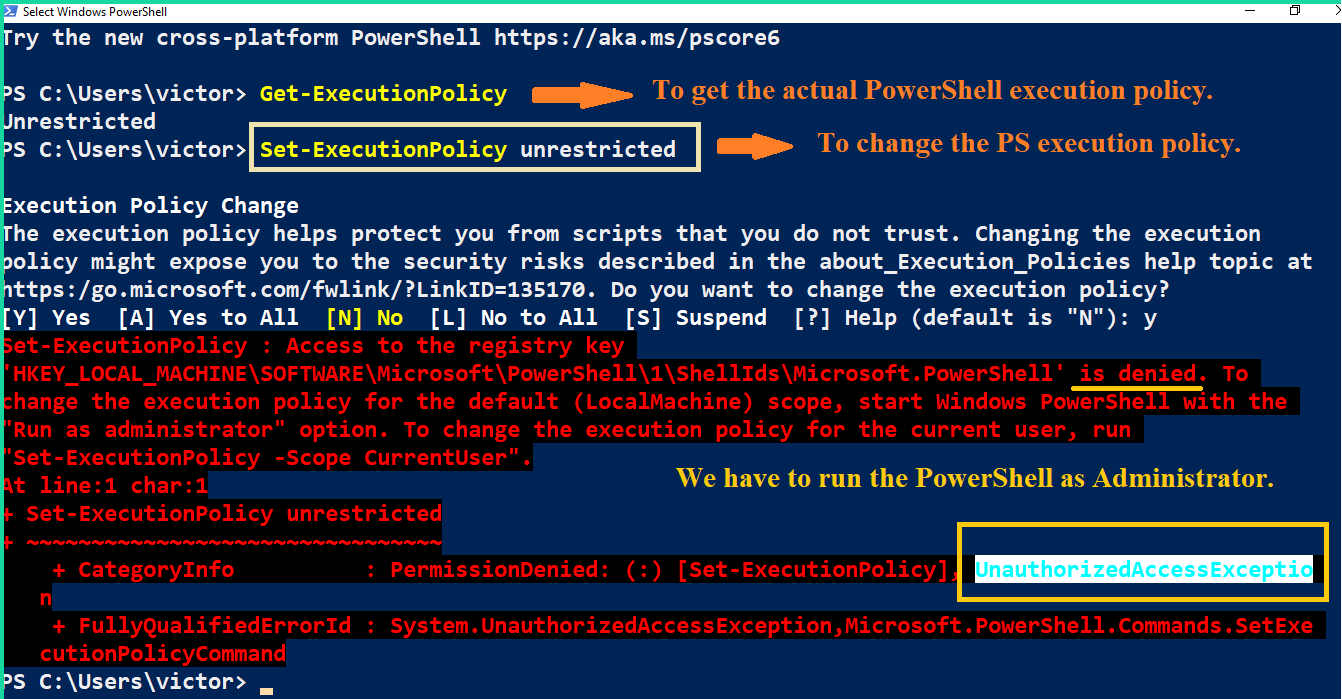 Select Windows PowerShell
Try the new cross-platform PowerShell https://aka.ms/pscore6
PS C:\Users\victor> Get-ExecutionPolicy To get the actual PowerShell execution policy.
Unrestricted
PS C:\Users\victor> Set-ExecutionPolicy unrestricted To change the PS execution policy.
Execution Policy Change
The execution policy helps protect you from scripts that you do not trust. Changing the execution
policy might expose you to the security risks described in the about_Execution_Policies help topic at
https:/go.microsoft.com/fwlink/?LinkID=135170. Do you want to change the execution policy?
[Y] Yes  [A] Yes to All  [N] No  [L] No to All  [S] Suspend  [?] Help (default is "N"): y
Set-ExecutionPolicy : Access to the registry key
'HKEY_LOCAL_MACHINE\SOFTWARE\Microsoft\PowerShell\1\ShellIds\Microsoft.PowerShell' is denied. To
change the execution policy for the default (LocalMachine) scope, start Windows PowerShell with the
"Run as administrator" option. To change the execution policy for the current user, run
"Set-ExecutionPolicy -Scope CurrentUser".
We have to run the PowerShell as Administrator.
At line:1 char:1
+ Set-ExecutionPolicy unrestricted
+ ~~~~~~~~~~~~~~~~~~~~~~~~~~~~~~~~
+ CategoryInfo : PermissionDenied: (:) [Set-ExecutionPolicy], UnauthorizedAccessExceptio
n
+ FullyQualifiedErrorId : System.UnauthorizedAccessException,Microsoft.PowerShell.Commands.SetExe
cutionPolicyCommand
PS C:\Users\victor>